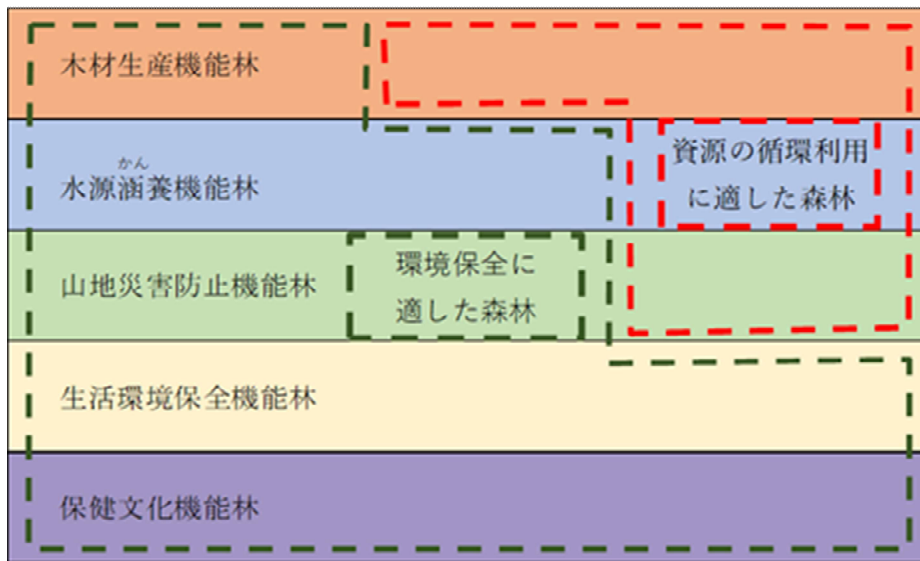 木材生産機能林
資源の循環利用
に適した森林
かん
水源涵養機能林
環境保全に
適した森林
山地災害防止機能林
生活環境保全機能林
保健文化機能林